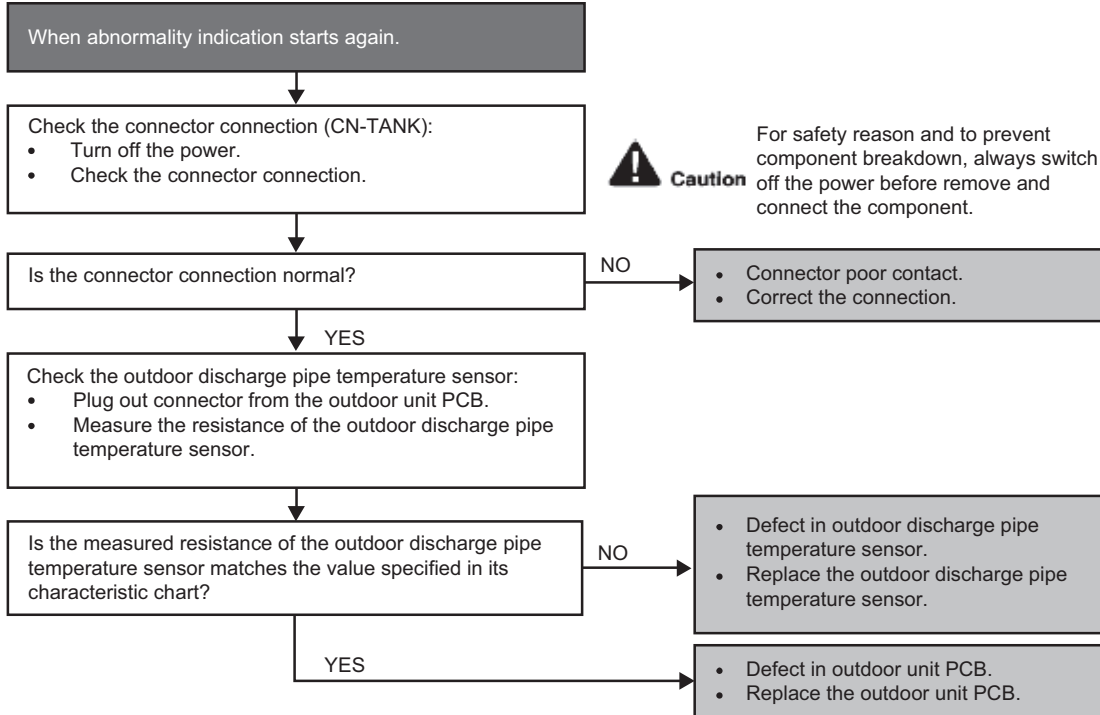 When abnormality indication starts again.
Check the connector connection (CN-TANK):
• Turn off the power.
• Check the connector connection.
Caution
For safety reason and to prevent
component breakdown, always switch
off the power before remove and
connect the component.
Is the connector connection normal?
NO
• Connector poor contact.
• Correct the connection.
YES
Check the outdoor discharge pipe temperature sensor:
• Plug out connector from the outdoor unit PCB.
• Measure the resistance of the outdoor discharge pipe
temperature sensor.
Is the measured resistance of the outdoor discharge pipe
temperature sensor matches the value specified in its
characteristic chart?
NO
• Defect in outdoor discharge pipe
temperature sensor.
• Replace the outdoor discharge pipe
temperature sensor.
YES
• Defect in outdoor unit PCB.
• Replace the outdoor unit PCB.